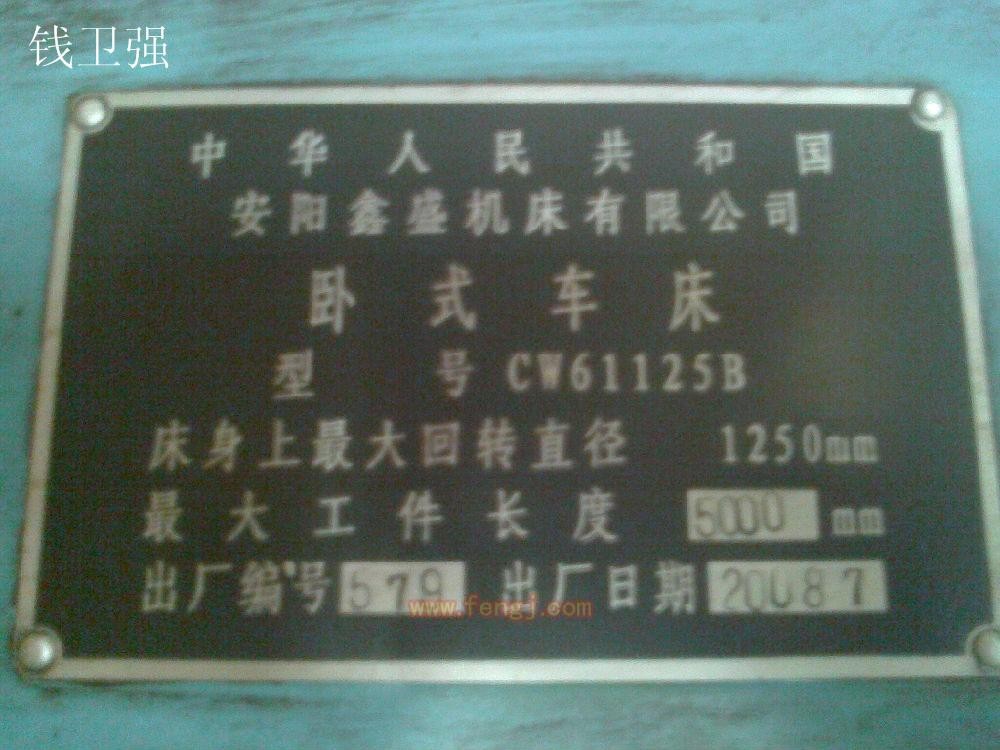 钱卫强
中华人民共和国
安阳鑫盛机床有限公司
卧式车床
型号 CW61125B
床身上最大回转直径 1250mm
最大工件长度 5000 mm
出厂编号 579 出厂日期 2008 7
www.fengj.com